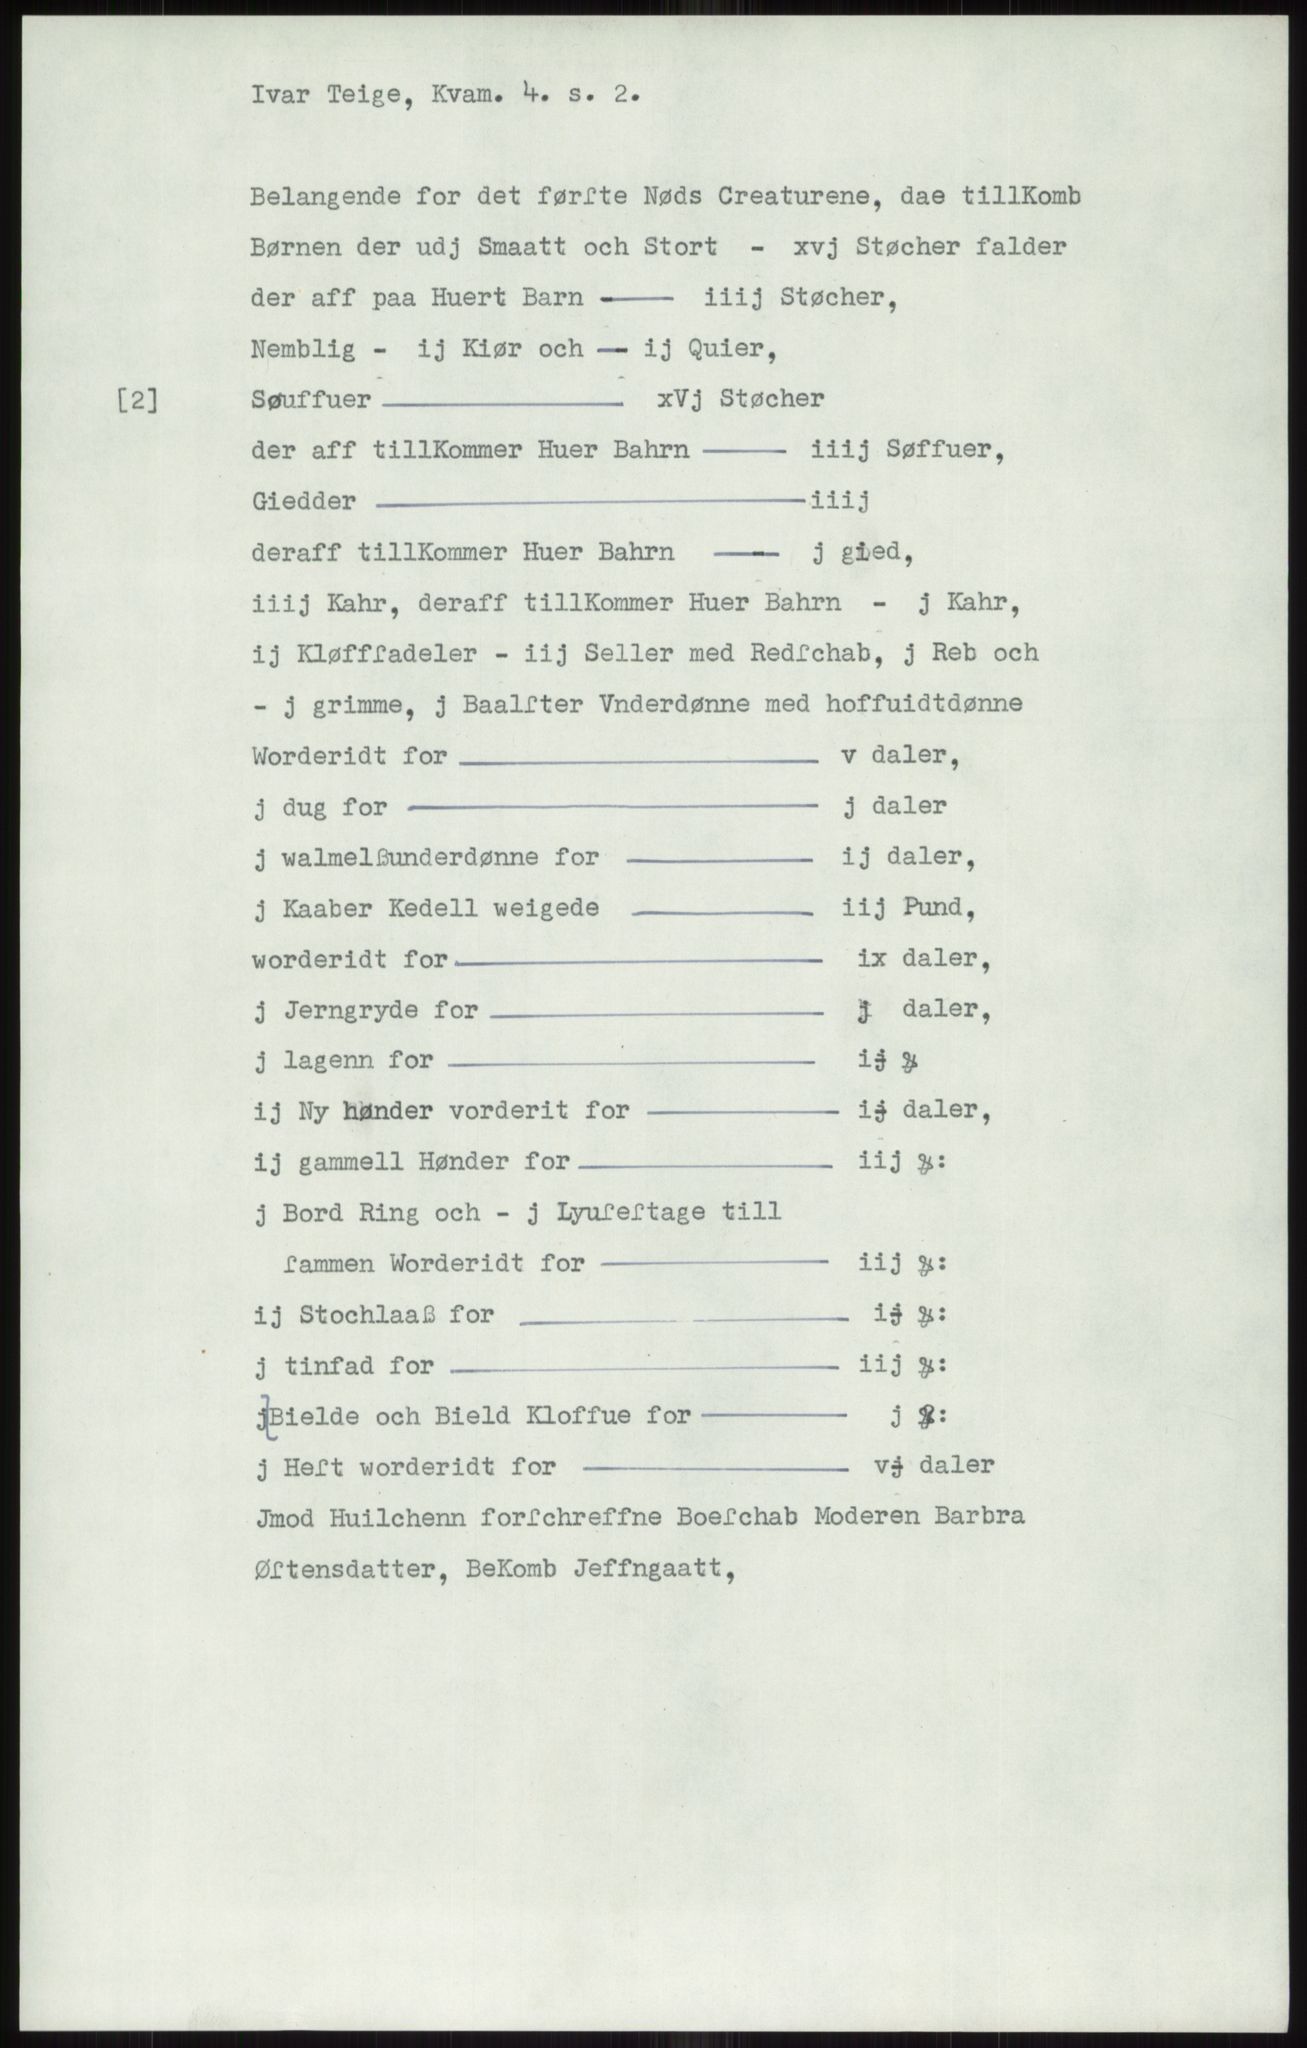 Ivar Teige, Kvam. 4. s. 2.
Belangende for det førſte Nøds Creaturene, dae tillKomb
Børnen der udj Smaatt och Stort - xvj Støcher falder
der aff paa Huert Barn — iiij Støcher,
Nemblig - ij Kiør och — ij Quier,
[2] Søuffuer — xVj Støcher
der aff tillKommer Huer Bahrn — iiij Søffuer,
Giedder — iiij
deraff tillKommer Huer Bahrn — j gied,
iiij Kahr, deraff tillKommer Huer Bahrn - j Kahr,
ij Kløffſadeler - iij Seller med Redſchab, j Reb och
- j grimme, j Baalſter Vnderdønne med hoffuidtdønne
Worderidt for — v daler,
j dug for — j daler
j walmelßunderdønne for — ij daler,
j Kaaber Kedell weigede — iij Pund,
worderidt for — ix daler,
j Jerngryde for — daler,
j lagenn for — ij
ij Ny hønder vorderit for — ij daler,
ij gammell Hønder for — iij :
j Bord Ring och - j Lyuſeſtage till
ſammen Worderidt for — iij :
ij Stochlaaß for — ij :
j tinfad for — iij :
j Bielde och Bield Kloffue for — j :
j Heſt worderidt for — vj daler
Jmod Huilchenn forſchreffne Boeſchab Moderen Barbra
Øſtensdatter, BeKomb Jeffngaatt,